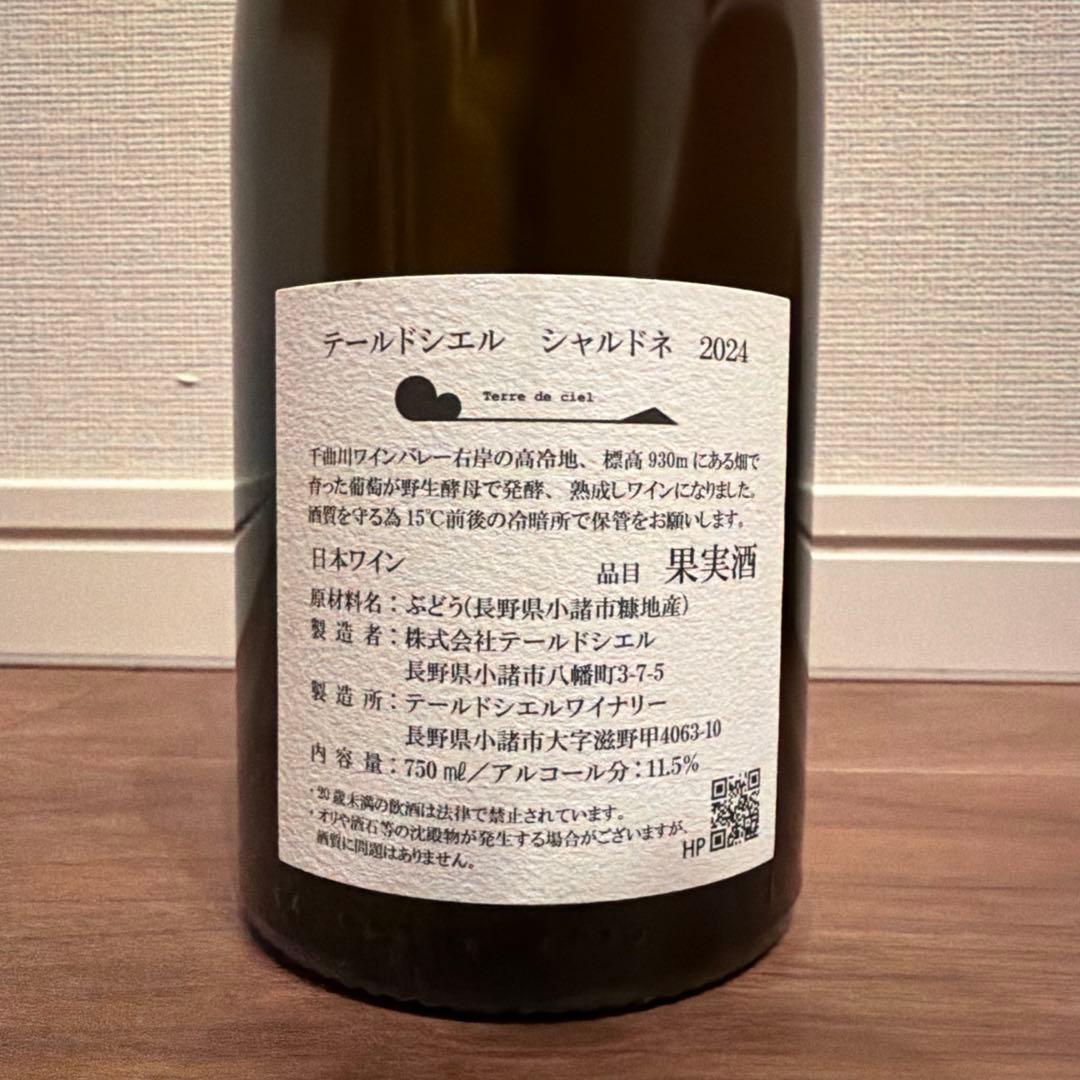 テールドシエル　シャルドネ　2024
Terre de ciel
千曲川ワインバレー右岸の高冷地、標高930mにある畑で
育った葡萄が野生酵母で発酵、熟成しワインになりました。
酒質を守る為15℃前後の冷暗所で保管をお願いします。
日本ワイン　品目　果実酒
原材料名：ぶどう(長野県小諸市糠地産)
製造者：株式会社テールドシエル
長野県小諸市八幡町3-7-5
製造所：テールドシエルワイナリー
長野県小諸市大字滋野甲4063-10
内容量：750㎖／アルコール分：11.5%
・20歳未満の飲酒は法律で禁止されています。
・オリや酒石等の沈殿物が発生する場合がございますが、
酒質に問題はありません。
HP